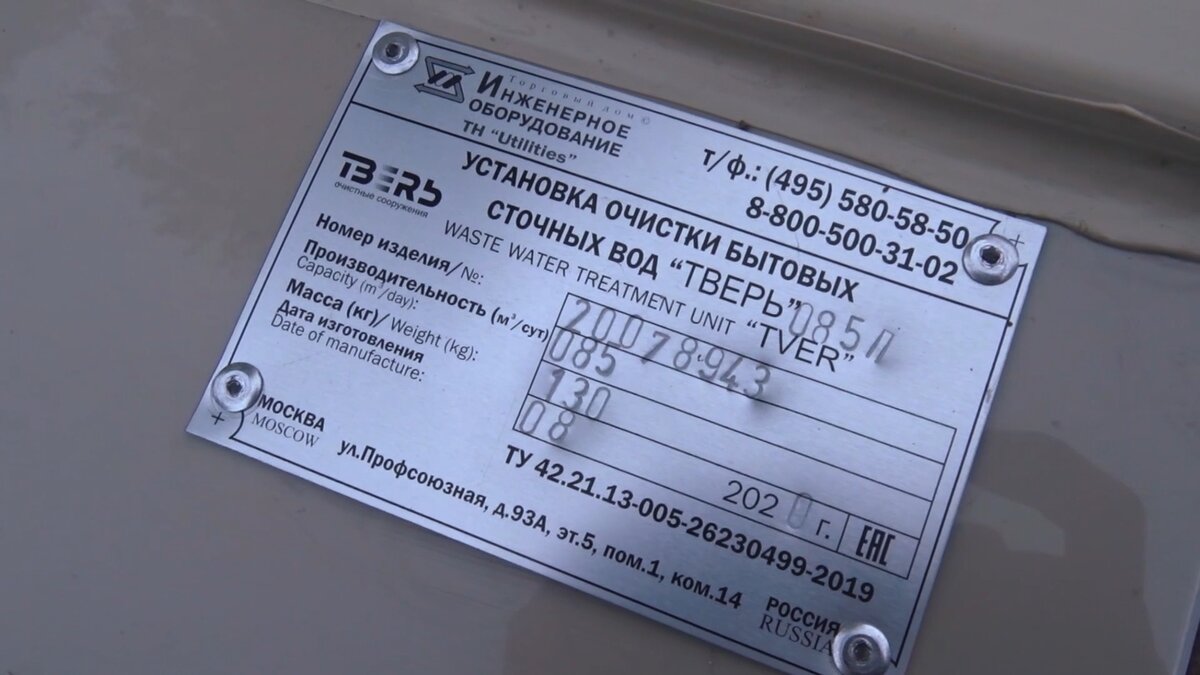 Торговый дом ©
ИНЖЕНЕРНОЕ
ОБОРУДОВАНИЕ
TH "Utilities"
т/ф.: (495) 580-58-50
8-800-500-31-02
ТВЕRЬ
очистные сооружения
УСТАНОВКА ОЧИСТКИ БЫТОВЫХ
СТОЧНЫХ ВОД "ТВЕРЬ" 085П
WASTE WATER TREATMENT UNIT "TVER"
Номер изделия/№: 20078943
Производительность (м³/сут) 085
Capacity (m³/day):
Масса (кг)/ Weight (kg): 130
Дата изготовления 08 2020 г. EAC
Date of manufacture:
ТУ 42.21.13-005-26230499-2019
МОСКВА
MOSCOW
ул.Профсоюзная, д.93А, эт.5, пом.1, ком.14
РОССИЯ
RUSSIA